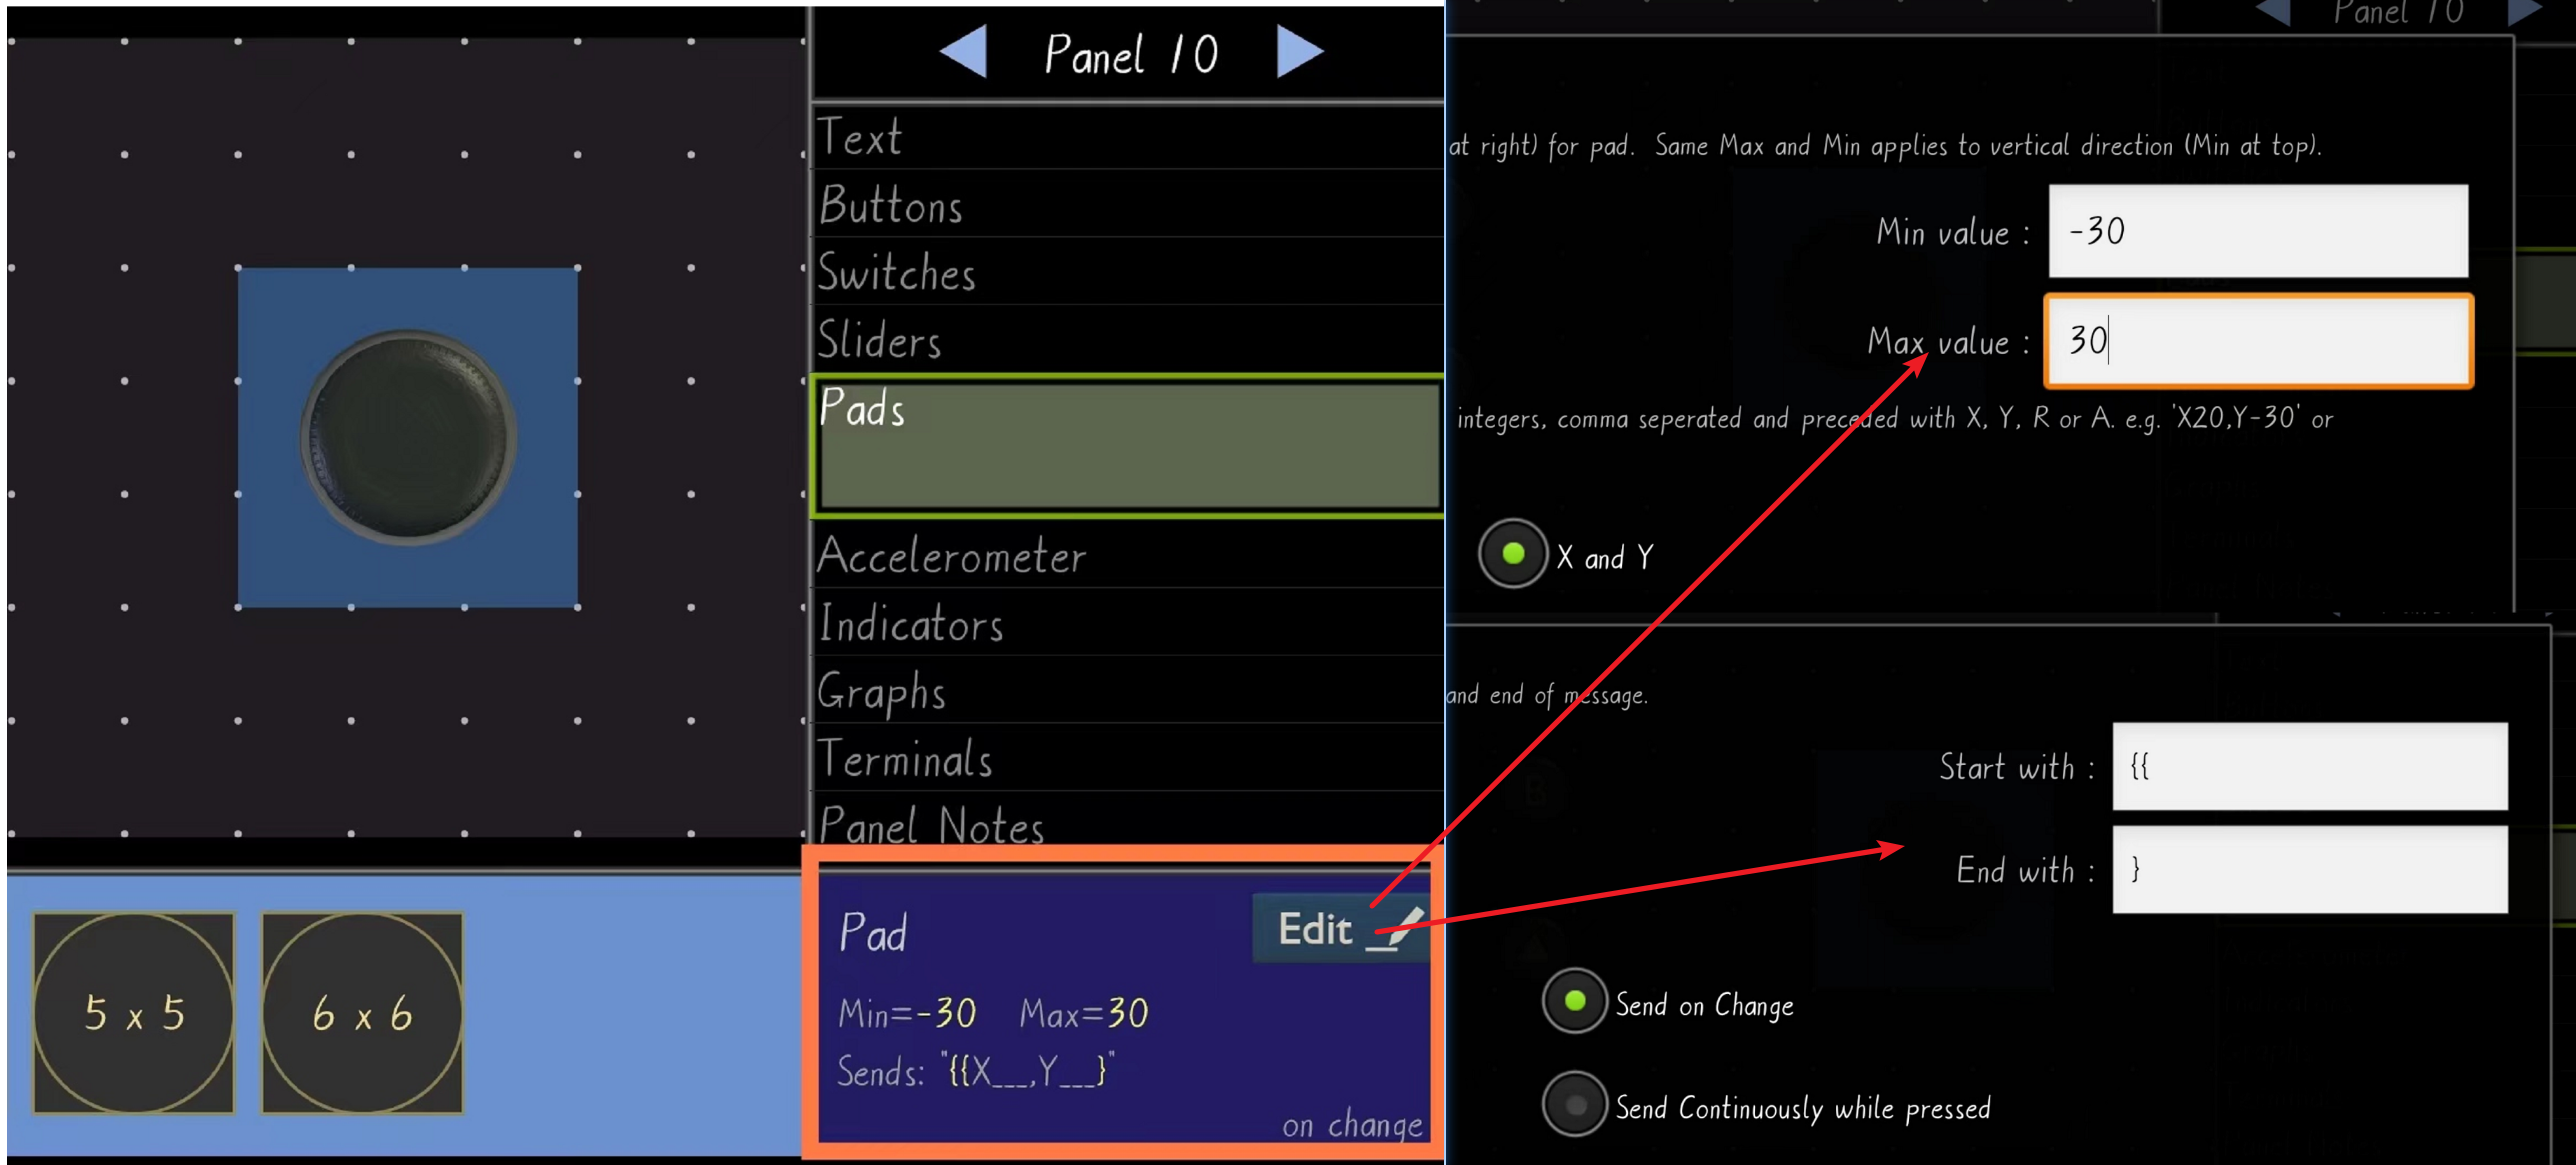 Panel 10
Text
Buttons
Switches
Sliders
Pads
Accelerometer
Indicators
Graphs
Terminals
Panel Notes
5 x 5
6 x 6
Pad
Edit
Min=-30 Max=30
Sends: "{{X___,Y___}"
on change
Panel 10
at right) for pad. Same Max and Min applies to vertical direction (Min at top).
Min value : -30
Max value : 30
integers, comma seperated and preceded with X, Y, R or A. e.g. 'X20,Y-30' or
X and Y
and end of message.
Start with : {{
End with : }
Send on Change
Send Continuously while pressed